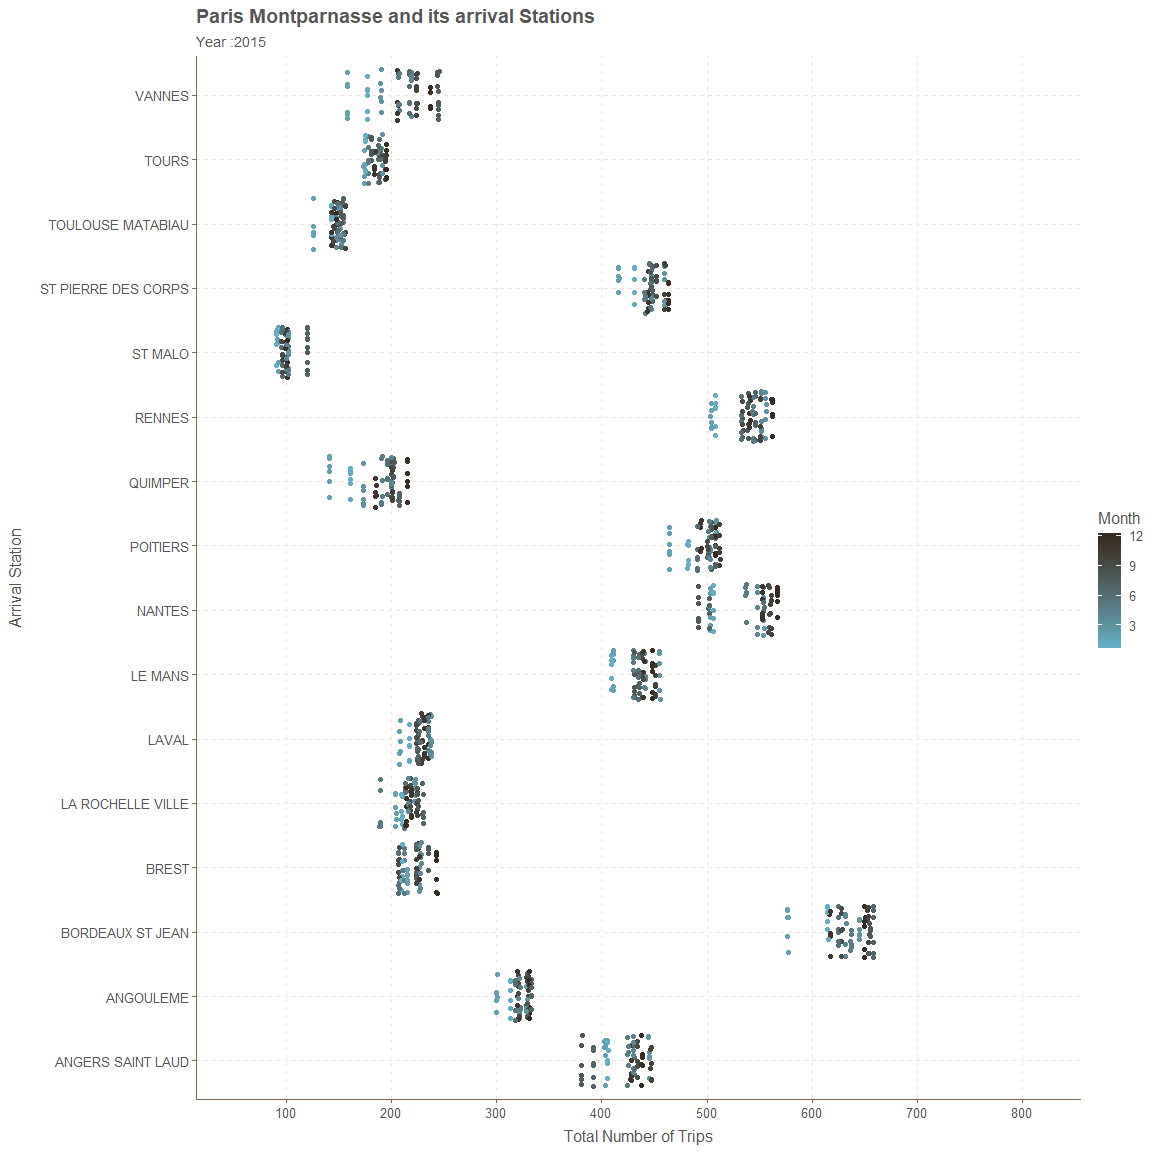 Paris Montparnasse and its arrival Stations
Year :2015
VANNES
TOURS
TOULOUSE MATABIAU
ST PIERRE DES CORPS
ST MALO
RENNES
QUIMPER
POITIERS
NANTES
LE MANS
LAVAL
LA ROCHELLE VILLE
BREST
BORDEAUX ST JEAN
ANGOULEME
ANGERS SAINT LAUD
Arrival Station
100 200 300 400 500 600 700 800
Total Number of Trips
Month
12
9
6
3